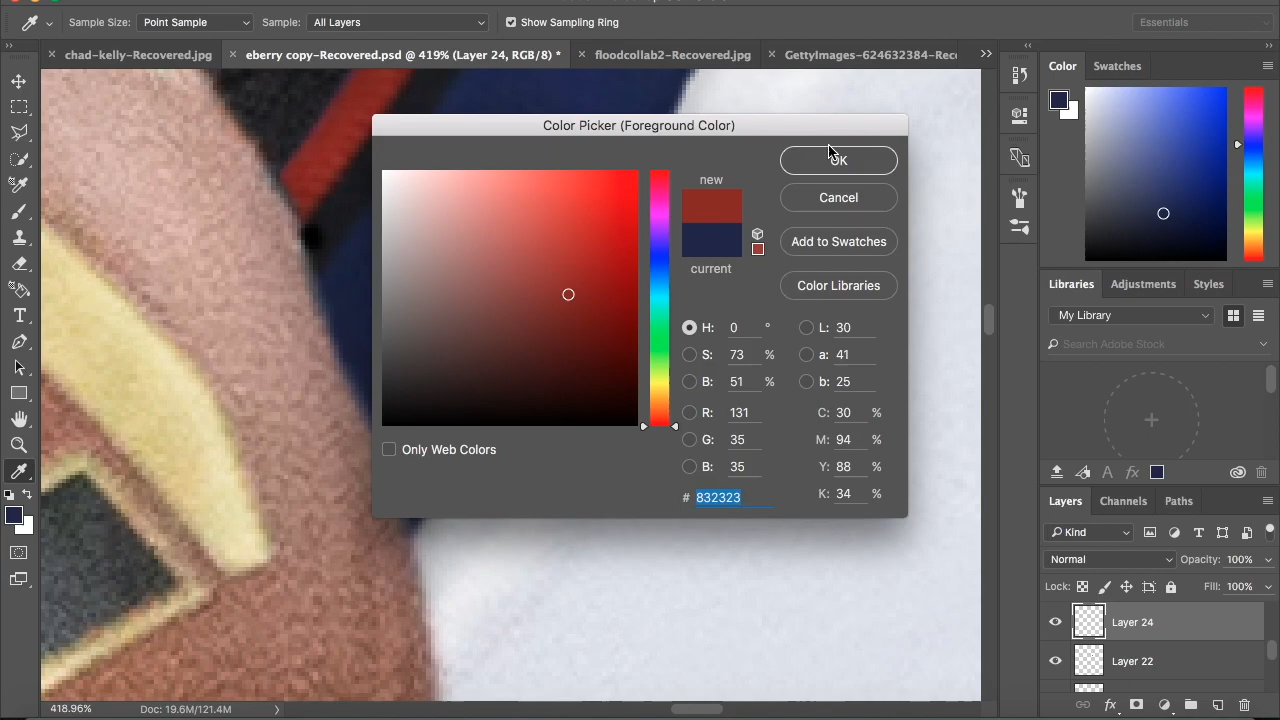 Sample Size: Point Sample Sample: All Layers Show Sampling Ring Essentials
chad-kelly-Recovered.jpg eberry copy-Recovered.psd @ 419% (Layer 24, RGB/8) * floodcollab2-Recovered.jpg GettyImages-624632384-Reco
Color Swatches
Color Picker (Foreground Color)
OK
new
Cancel
Add to Swatches
current
Color Libraries
H: 0 °
S: 73 %
B: 51 %
R: 131
G: 35
B: 35
# 832323
L: 30
a: 41
b: 25
C: 30 %
M: 94 %
Y: 88 %
K: 34 %
Only Web Colors
Libraries Adjustments Styles
My Library
Search Adobe Stock
Layers Channels Paths
Kind
Normal Opacity: 100%
Lock: Fill: 100%
Layer 24
Layer 22
418.96% Doc: 19.6M/121.4M